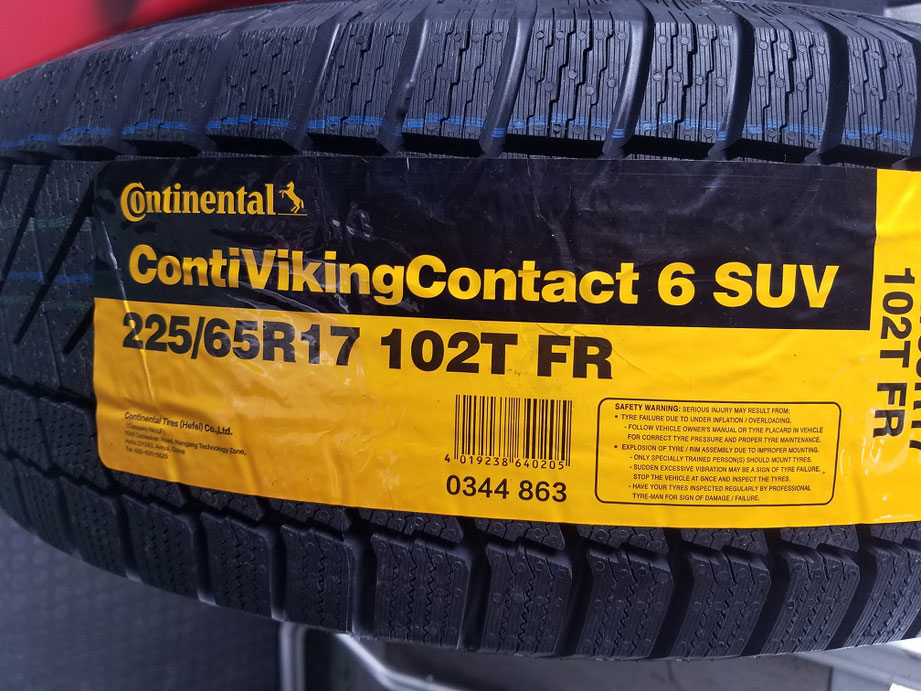 Continental
ContiVikingContact 6 SUV
225/65R17 102T FR
Continental Tires (Hefei) Co.,Ltd.
4 019238 640205
0344 863
SAFETY WARNING: SERIOUS INJURY MAY RESULT FROM:
• TYRE FAILURE DUE TO UNDER INFLATION / OVERLOADING.
- FOLLOW VEHICLE OWNER'S MANUAL OR TYRE PLACARD IN VEHICLE
FOR CORRECT TYRE PRESSURE AND PROPER TYRE MAINTENANCE.
• EXPLOSION OF TYRE / RIM ASSEMBLY DUE TO IMPROPER MOUNTING.
- ONLY SPECIALLY TRAINED PERSON(S) SHOULD MOUNT TYRES.
- SUDDEN EXCESSIVE VIBRATION MAY BE A SIGN OF TYRE FAILURE.
STOP THE VEHICLE AT ONCE AND INSPECT THE TYRES.
- HAVE YOUR TYRES INSPECTED REGULARLY BY PROFESSIONAL
TYRE-MAN FOR SIGN OF DAMAGE / FAILURE.
102T FR